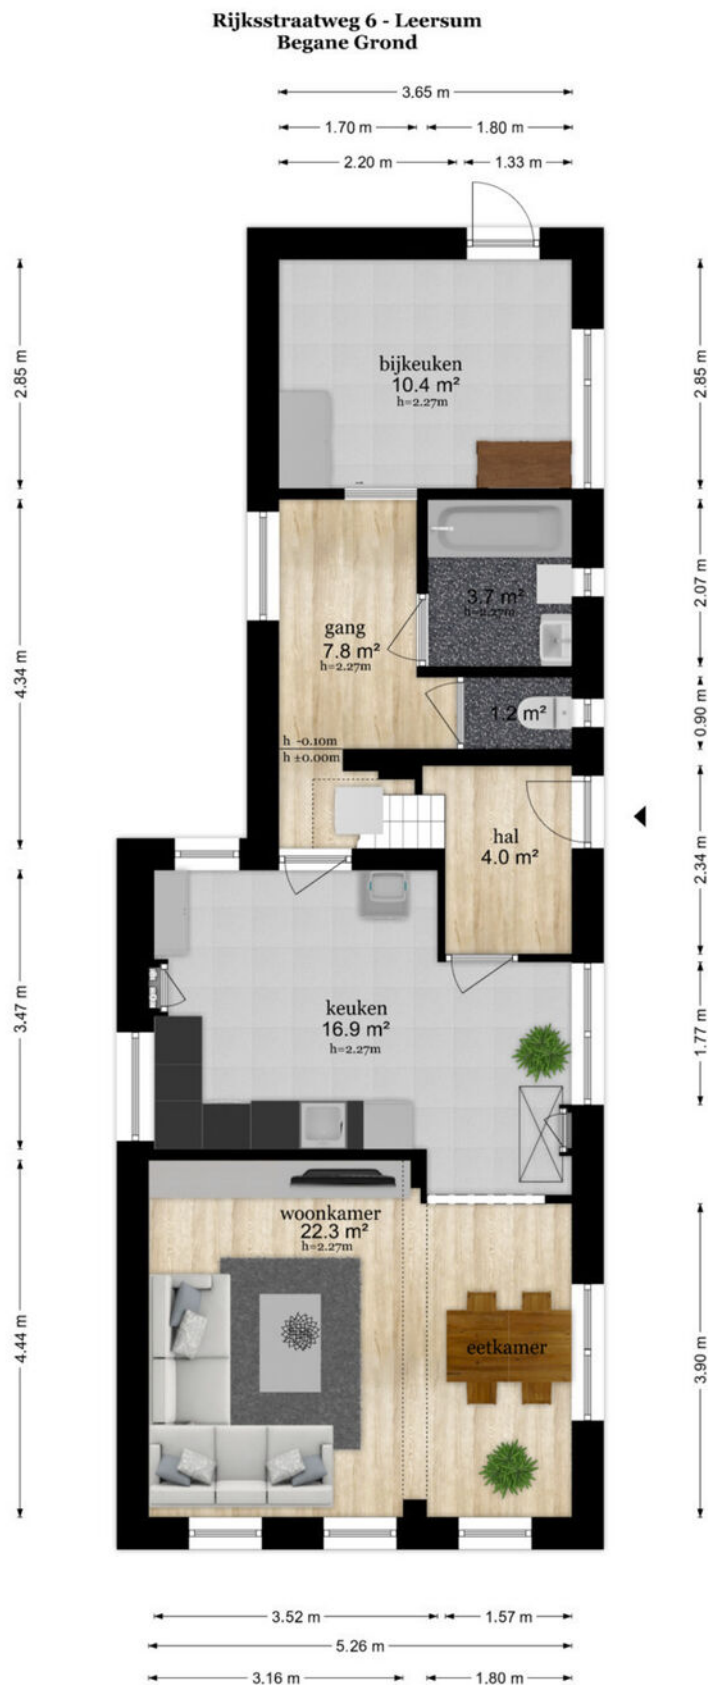 Rijksstraatweg 6 - Leersum
Begane Grond
3.65 m
1.70 m
1.80 m
2.20 m
1.33 m
2.85 m
2.85 m
bijkeuken
10.4 m²
h=2.27m
4.34 m
2.07 m
3.7 m²
h=2.27m
gang
7.8 m²
h=2.27m
0.90 m
1.2 m²
h -0.10m
h ±0.00m
hal
4.0 m²
2.34 m
3.47 m
keuken
16.9 m²
h=2.27m
1.77 m
woonkamer
22.3 m²
h=2.27m
4.44 m
eetkamer
3.90 m
3.52 m
1.57 m
5.26 m
3.16 m
1.80 m